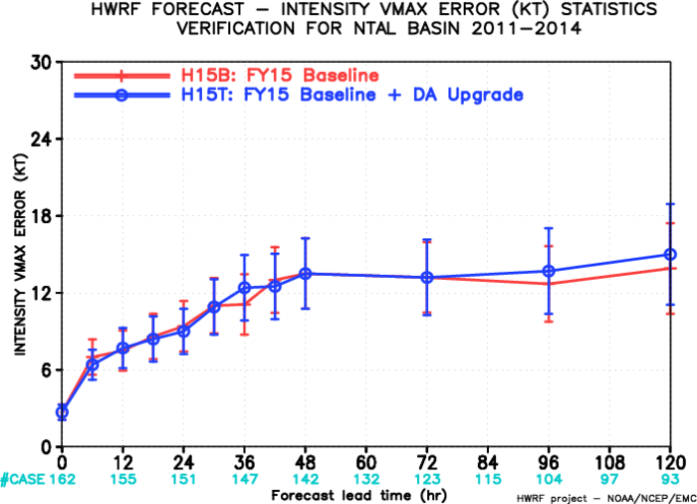 HWRF FORECAST – INTENSITY VMAX ERROR (KT) STATISTICS
VERIFICATION FOR NTAL BASIN 2011–2014
H15B: FY15 Baseline
H15T: FY15 Baseline + DA Upgrade
INTENSITY VMAX ERROR (KT)
30
24
18
12
6
0
0 12 24 36 48 60 72 84 96 108 120
#CASE 162 155 151 147 142 132 123 115 104 97 93
Forecast lead time (hr)
HWRF project – NOAA/NCEP/EMC